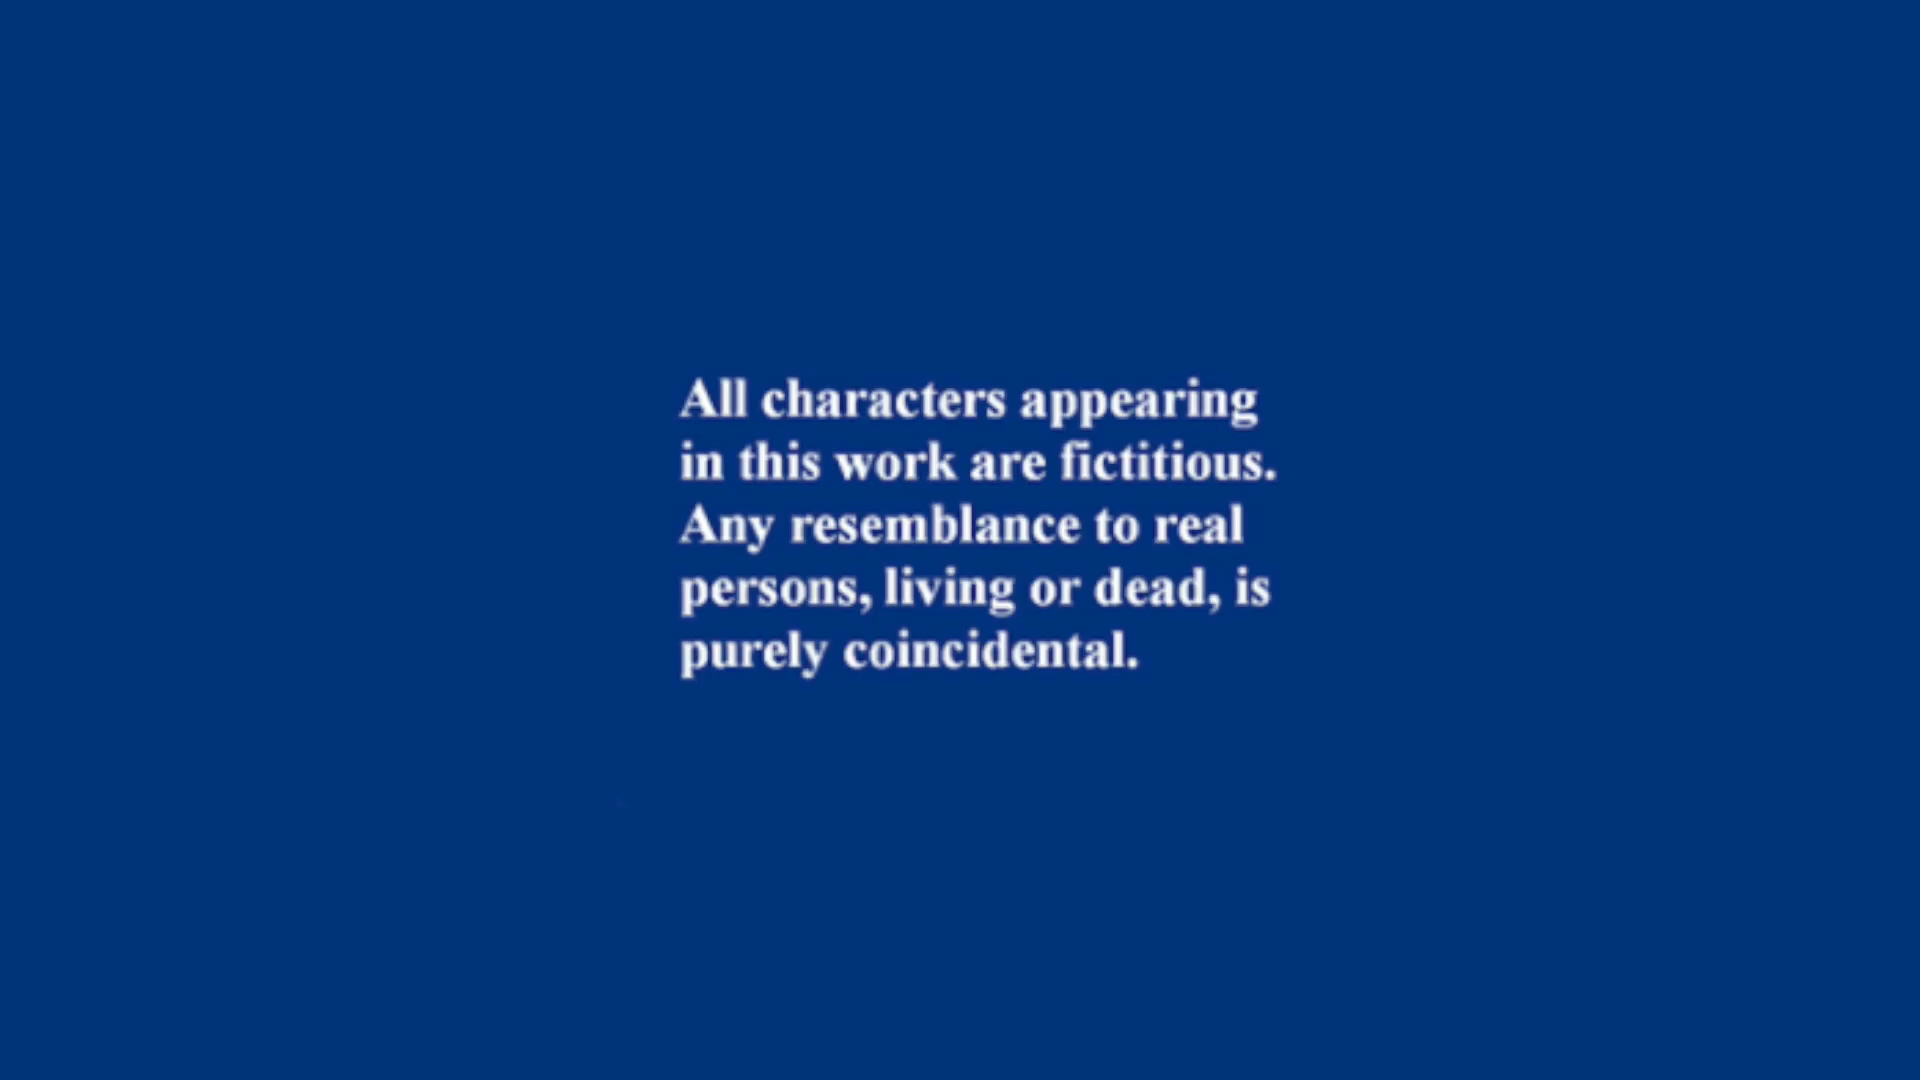 All characters appearing
in this work are fictitious.
Any resemblance to real
persons, living or dead, is
purely coincidental.